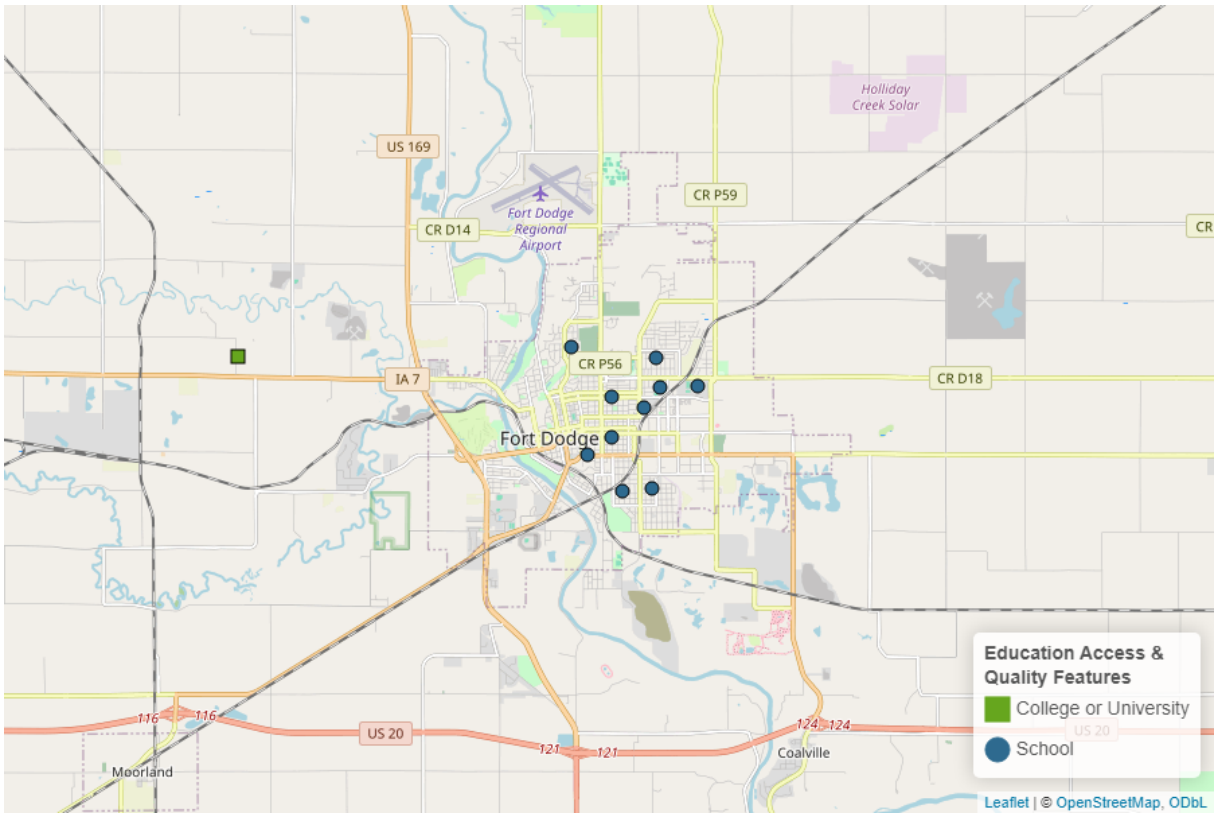 Holliday
Creek Solar
US 169
CR P59
Fort Dodge
Regional
Airport
CR D14
CR
CR P56
IA 7
CR D18
Fort Dodge
116
116
US 20
121
121
124, 124
US 20
Coalville
Moorland
Education Access &
Quality Features
College or University
School
Leaflet | © OpenStreetMap, ODbL